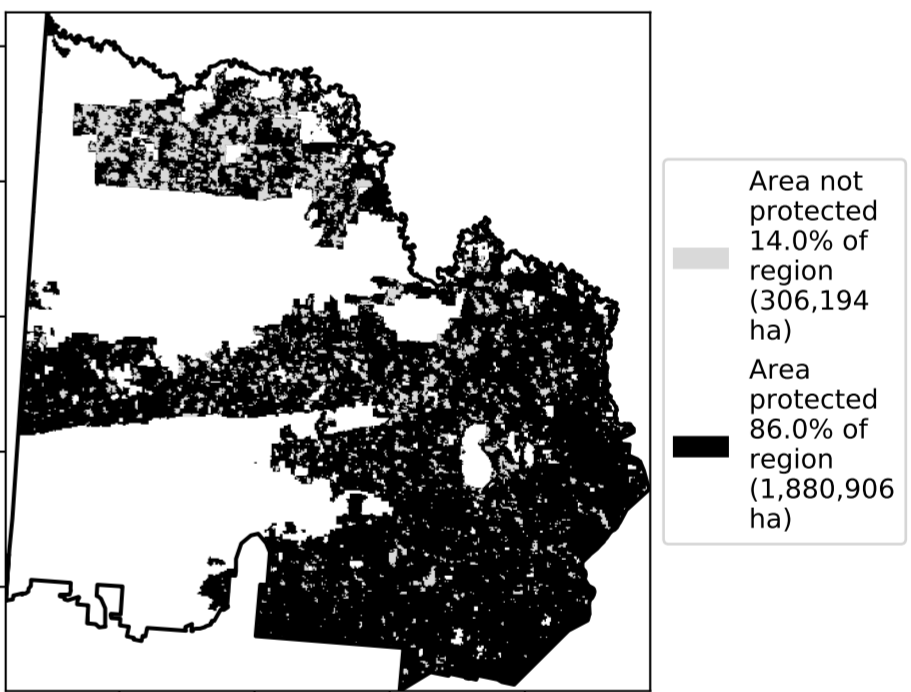 Area not
protected
14.0% of
region
(306,194
ha)
Area
protected
86.0% of
region
(1,880,906
ha)